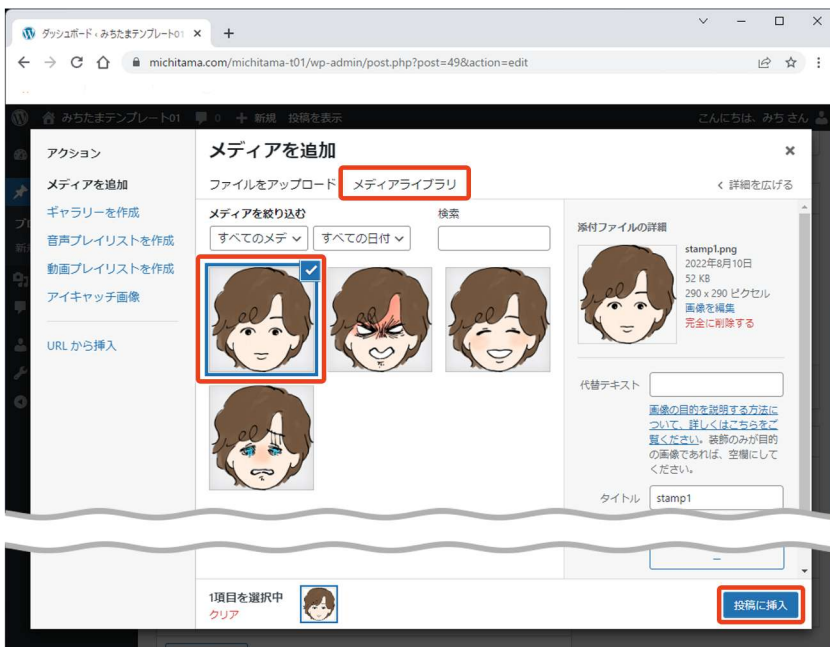 ダッシュボード ‹ みちたまテンプレート01
michitama.com/michitama-t01/wp-admin/post.php?post=49&action=edit
みちたまテンプレート01 0 新規 投稿を表示 こんにちは、みち さん
アクション
メディアを追加
ギャラリーを作成
音声プレイリストを作成
動画プレイリストを作成
アイキャッチ画像
URL から挿入
メディアを追加
ファイルをアップロード メディアライブラリ
詳細を広げる
メディアを絞り込む 検索
すべてのメデ すべての日付
添付ファイルの詳細
stamp1.png
2022年8月10日
52 KB
290 x 290 ピクセル
画像を編集
完全に削除する
代替テキスト
画像の目的を説明する方法に
ついて、詳しくはこちらをご
覧ください。装飾のみが目的
の画像であれば、空欄にして
ください。
タイトル stamp1
1項目を選択中
クリア
投稿に挿入